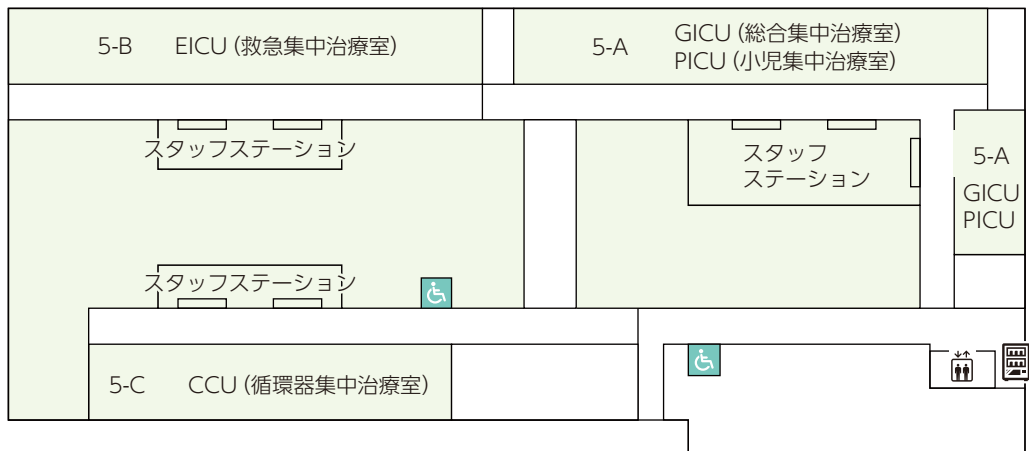 5-B EICU (救急集中治療室)
5-A GICU (総合集中治療室)
PICU (小児集中治療室)
スタッフステーション
スタッフ
ステーション
5-A
GICU
PICU
スタッフステーション
5-C CCU (循環器集中治療室)